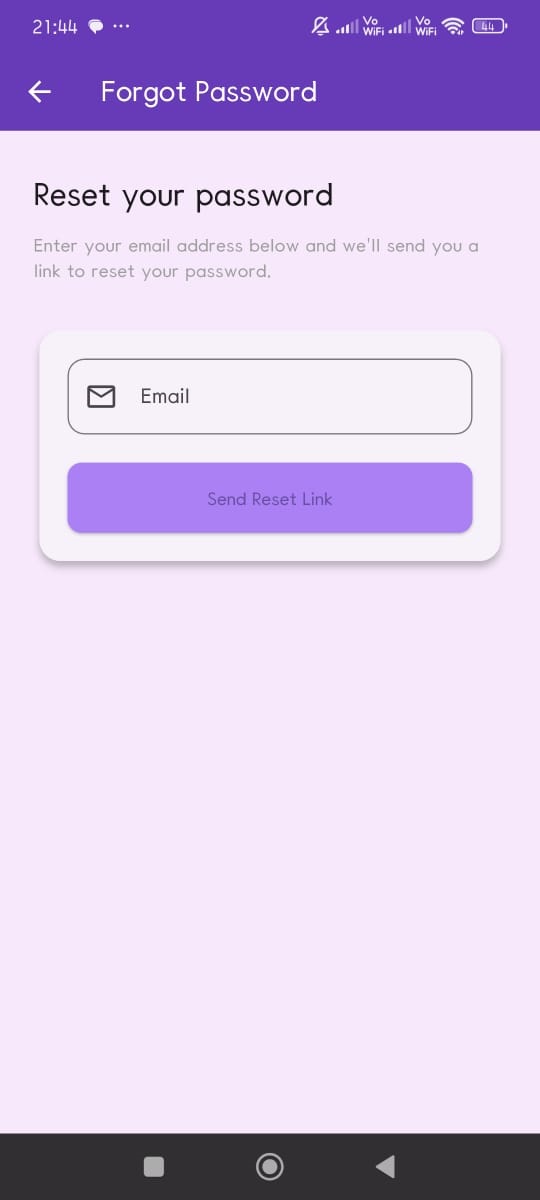 21:44 ...
Vo WiFi Vo WiFi 44
Forgot Password
Reset your password
Enter your email address below and we'll send you a
link to reset your password.
Email
Send Reset Link